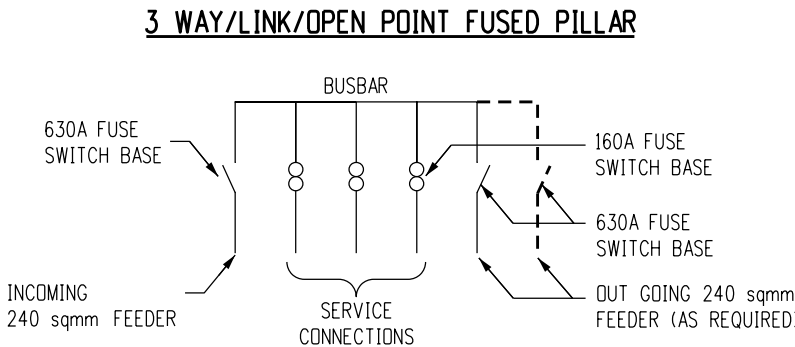 3 WAY/LINK/OPEN POINT FUSED PILLAR
BUSBAR
630A FUSE
SWITCH BASE
160A FUSE
SWITCH BASE
630A FUSE
SWITCH BASE
INCOMING
240 sqmm FEEDER
SERVICE
CONNECTIONS
OUT GOING 240 sqmm
FEEDER (AS REQUIRED)